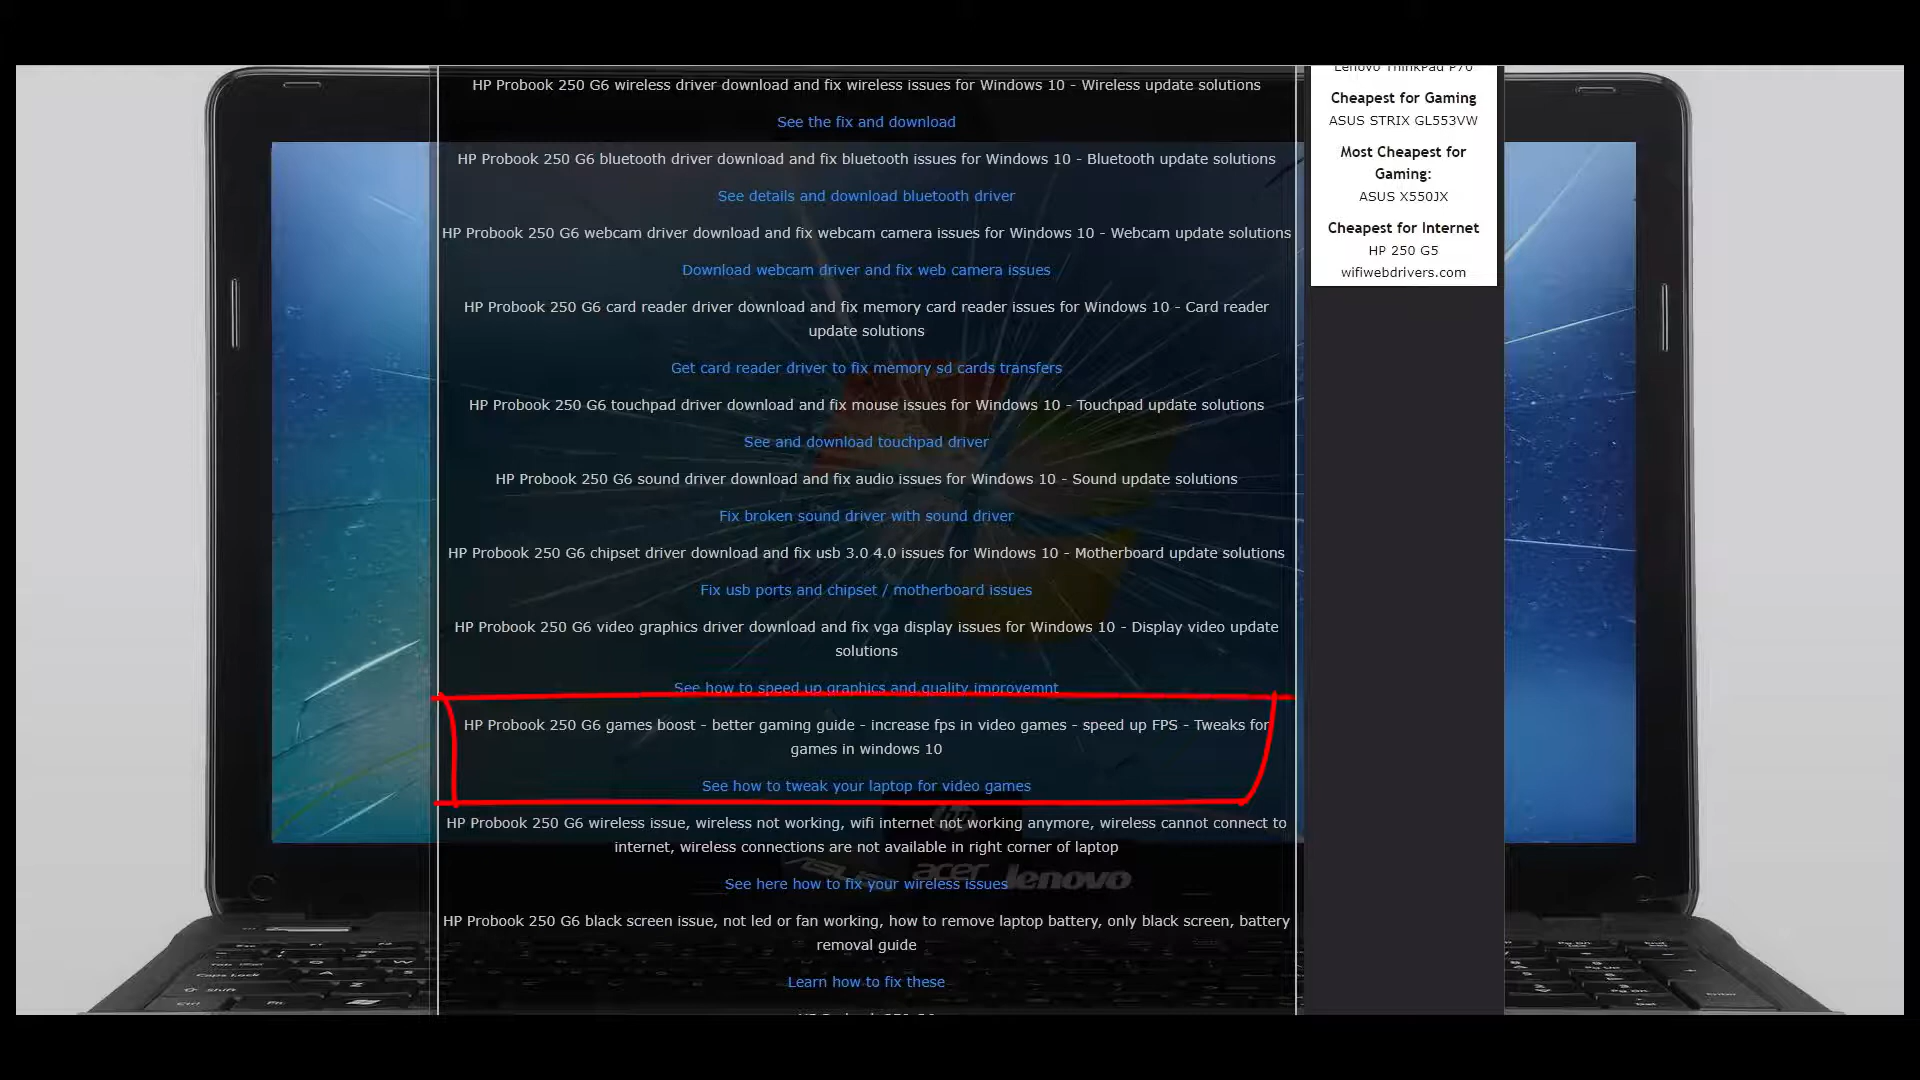 HP Probook 250 G6 wireless driver download and fix wireless issues for Windows 10 - Wireless update solutions
See the fix and download
HP Probook 250 G6 bluetooth driver download and fix bluetooth issues for Windows 10 - Bluetooth update solutions
See details and download bluetooth driver
HP Probook 250 G6 webcam driver download and fix webcam camera issues for Windows 10 - Webcam update solutions
Download webcam driver and fix web camera issues
HP Probook 250 G6 card reader driver download and fix memory card reader issues for Windows 10 - Card reader
update solutions
Get card reader driver to fix memory sd cards transfers
HP Probook 250 G6 touchpad driver download and fix mouse issues for Windows 10 - Touchpad update solutions
See and download touchpad driver
HP Probook 250 G6 sound driver download and fix audio issues for Windows 10 - Sound update solutions
Fix broken sound driver with sound driver
HP Probook 250 G6 chipset driver download and fix usb 3.0 4.0 issues for Windows 10 - Motherboard update solutions
Fix usb ports and chipset / motherboard issues
HP Probook 250 G6 video graphics driver download and fix vga display issues for Windows 10 - Display video update
solutions
See how to speed up graphics and quality improvemnt
HP Probook 250 G6 games boost - better gaming guide - increase fps in video games - speed up FPS - Tweaks for
games in windows 10
See how to tweak your laptop for video games
HP Probook 250 G6 wireless issue, wireless not working, wifi internet not working anymore, wireless cannot connect to
internet, wireless connections are not available in right corner of laptop
See here how to fix your wireless issues
HP Probook 250 G6 black screen issue, not led or fan working, how to remove laptop battery, only black screen, battery
removal guide
Learn how to fix these
Lenovo ThinkPad P70
Cheapest for Gaming
ASUS STRIX GL553VW
Most Cheapest for
Gaming:
ASUS X550JX
Cheapest for Internet
HP 250 G5
wifiwebdrivers.com
hp
ASUS acer lenovo